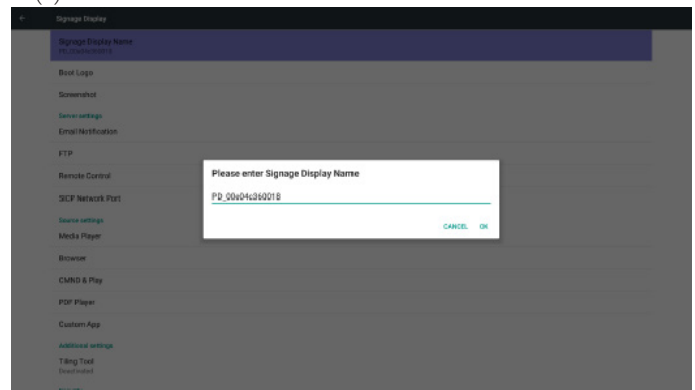 Signage Display
Signage Display Name
Boot Logo
Screenshot
Server settings
Email Notification
FTP
Remote Control
SICP Network Port
Source settings
Media Player
Browser
CMND & Play
PDF Player
Custom App
Additional settings
Tiling Tool
Deactivated
Please enter Signage Display Name
PD_00e04c360018
CANCEL OK